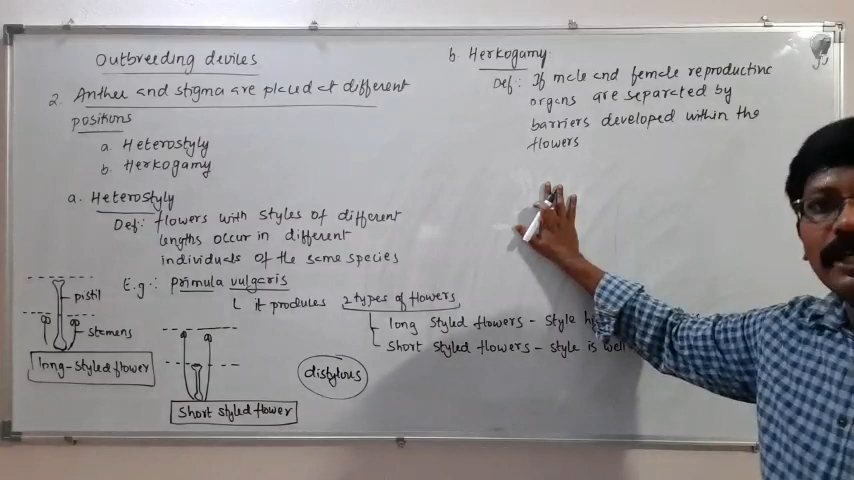 Outbreeding devices
2. Anther and stigma are placed at different
positions
a. Heterostyly
b. Herkogamy
a. Heterostyly
Def:- flowers with styles of different
lengths occur in different
individuals of the same species
E.g:- primula vulgaris
it produces 2 types of flowers
long styled flowers - style
short styled flowers - style is
pistil
stamens
long-styled flower
short styled flower
distylous
b. Herkogamy
Def:- If male and female reproductive
organs are separated by
barriers developed within the
flowers